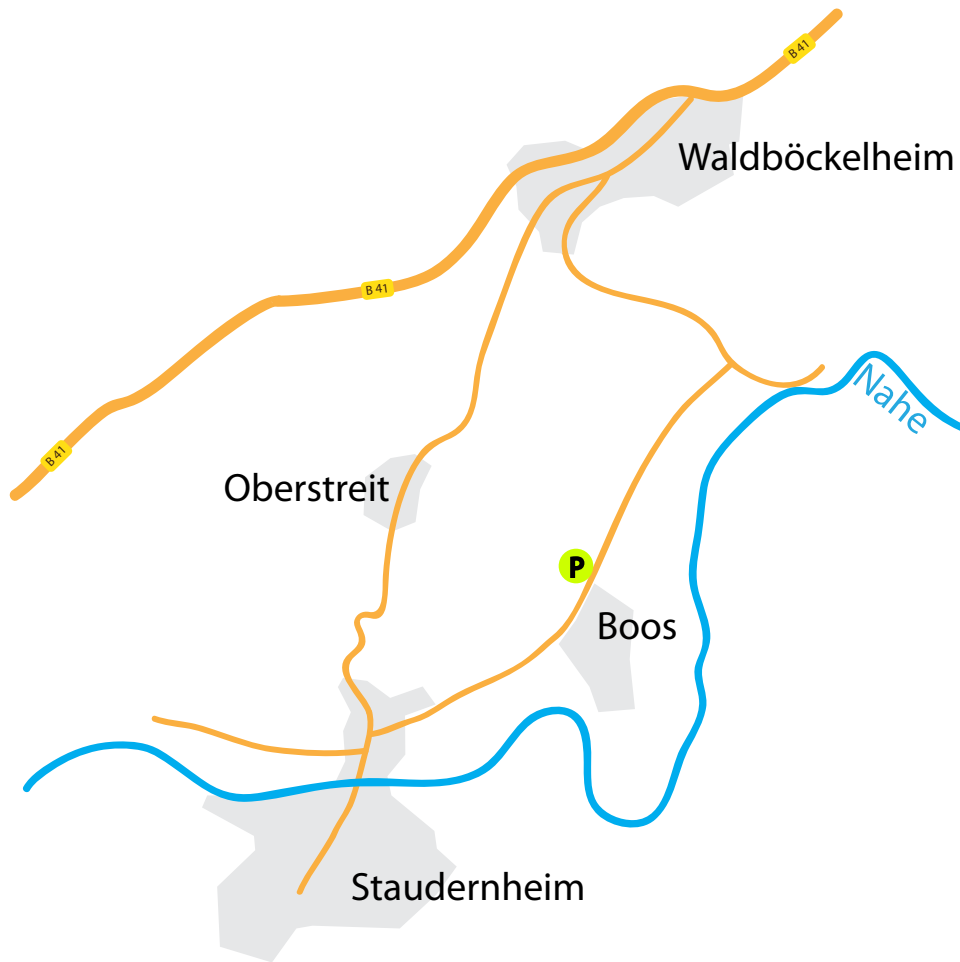 B 41
Waldböckelheim
B 41
Nahe
B 41
Oberstreit
P
Boos
Staudernheim